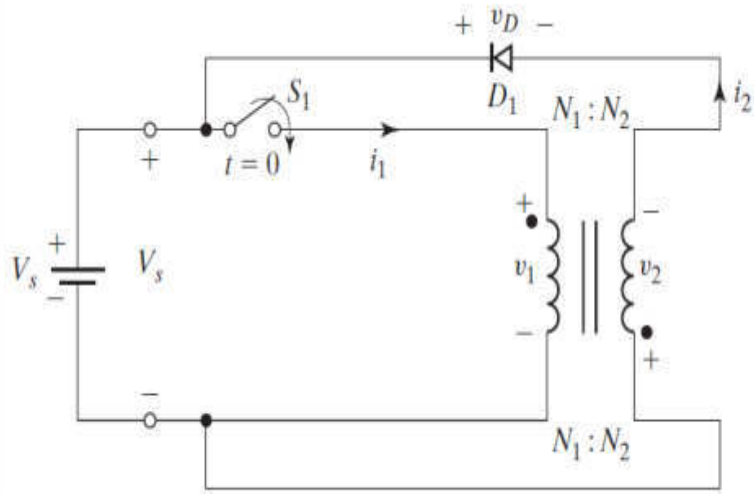 + v_D −
D_1
S_1
N_1 : N_2
i_2
+
t = 0
i_1
+
−
V_s
+
−
V_s
v_1
v_2
−
+
−
N_1 : N_2